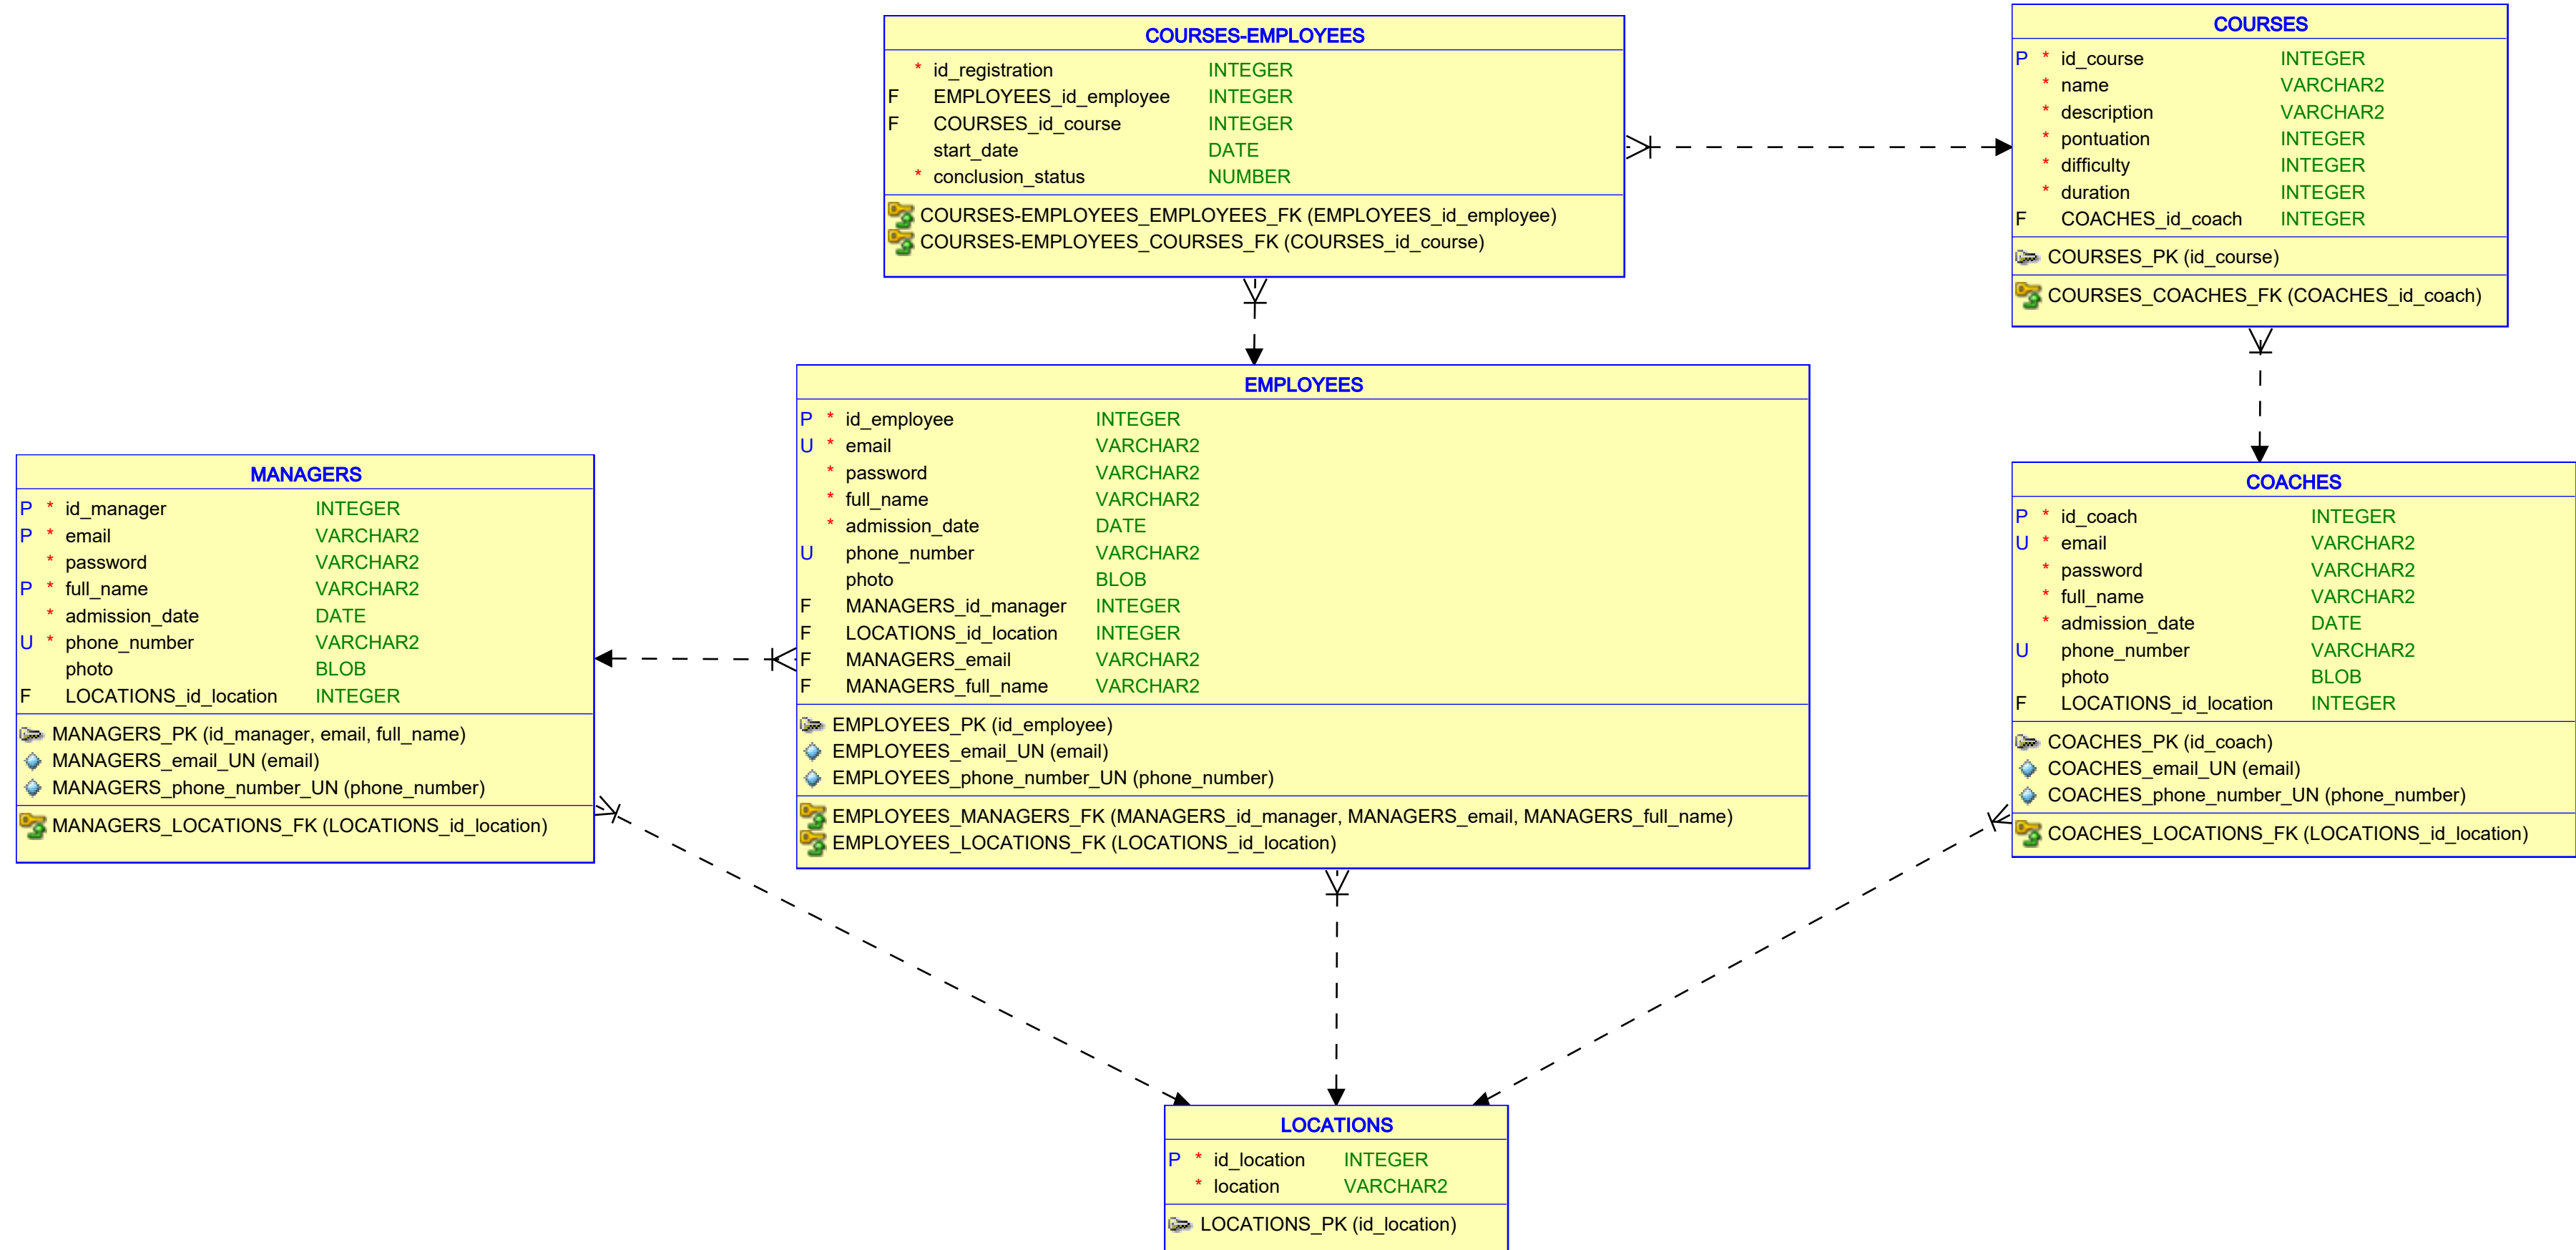 COURSES-EMPLOYEES
* id_registration INTEGER
F EMPLOYEES_id_employee INTEGER
F COURSES_id_course INTEGER
start_date DATE
* conclusion_status NUMBER
COURSES-EMPLOYEES_EMPLOYEES_FK (EMPLOYEES_id_employee)
COURSES-EMPLOYEES_COURSES_FK (COURSES_id_course)
COURSES
P * id_course INTEGER
* name VARCHAR2
* description VARCHAR2
* pontuation INTEGER
* difficulty INTEGER
* duration INTEGER
F COACHES_id_coach INTEGER
COURSES_PK (id_course)
COURSES_COACHES_FK (COACHES_id_coach)
MANAGERS
P * id_manager INTEGER
P * email VARCHAR2
* password VARCHAR2
P * full_name VARCHAR2
* admission_date DATE
U * phone_number VARCHAR2
photo BLOB
F LOCATIONS_id_location INTEGER
MANAGERS_PK (id_manager, email, full_name)
MANAGERS_email_UN (email)
MANAGERS_phone_number_UN (phone_number)
MANAGERS_LOCATIONS_FK (LOCATIONS_id_location)
EMPLOYEES
P * id_employee INTEGER
U * email VARCHAR2
* password VARCHAR2
* full_name VARCHAR2
* admission_date DATE
U phone_number VARCHAR2
photo BLOB
F MANAGERS_id_manager INTEGER
F LOCATIONS_id_location INTEGER
F MANAGERS_email VARCHAR2
F MANAGERS_full_name VARCHAR2
EMPLOYEES_PK (id_employee)
EMPLOYEES_email_UN (email)
EMPLOYEES_phone_number_UN (phone_number)
EMPLOYEES_MANAGERS_FK (MANAGERS_id_manager, MANAGERS_email, MANAGERS_full_name)
EMPLOYEES_LOCATIONS_FK (LOCATIONS_id_location)
COACHES
P * id_coach INTEGER
U * email VARCHAR2
* password VARCHAR2
* full_name VARCHAR2
* admission_date DATE
U phone_number VARCHAR2
photo BLOB
F LOCATIONS_id_location INTEGER
COACHES_PK (id_coach)
COACHES_email_UN (email)
COACHES_phone_number_UN (phone_number)
COACHES_LOCATIONS_FK (LOCATIONS_id_location)
LOCATIONS
P * id_location INTEGER
* location VARCHAR2
LOCATIONS_PK (id_location)